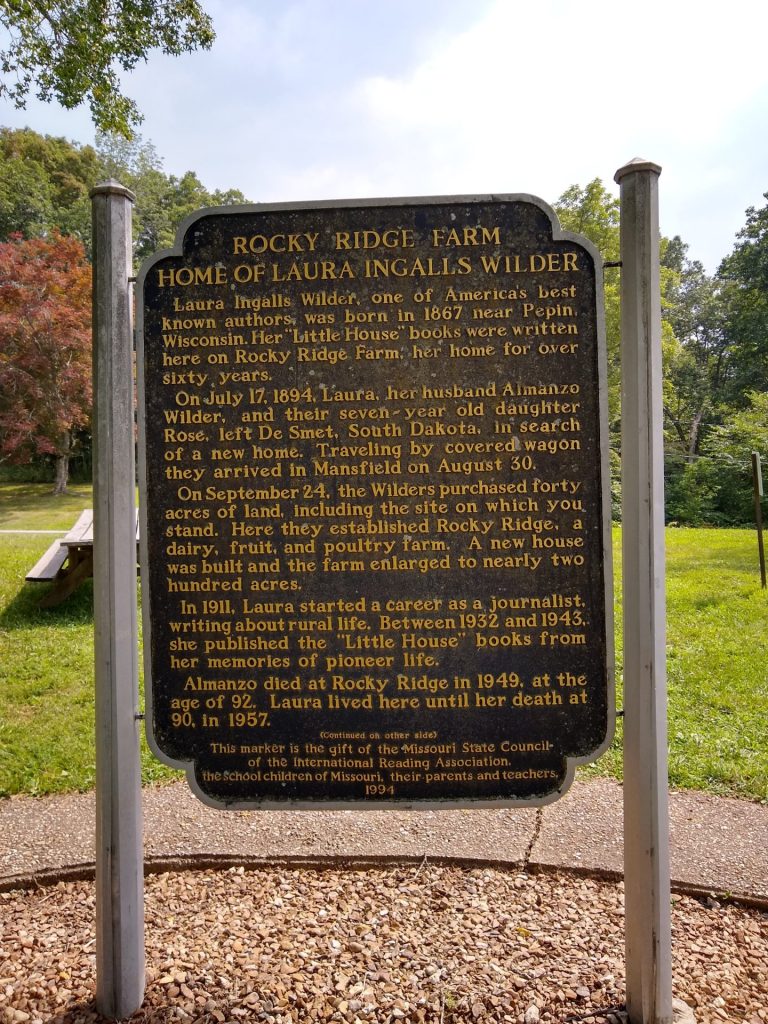 ROCKY RIDGE FARM
HOME OF LAURA INGALLS WILDER
Laura Ingalls Wilder, one of America's best
known authors, was born in 1867 near Pepin,
Wisconsin. Her "Little House" books were written
here on Rocky Ridge Farm, her home for over
sixty years.
On July 17, 1894, Laura, her husband Almanzo
Wilder, and their seven-year old daughter
Rose, left De Smet, South Dakota, in search
of a new home. Traveling by covered wagon
they arrived in Mansfield on August 30.
On September 24, the Wilders purchased forty
acres of land, including the site on which you
stand. Here they established Rocky Ridge, a
dairy, fruit, and poultry farm. A new house
was built and the farm enlarged to nearly two
hundred acres.
In 1911, Laura started a career as a journalist,
writing about rural life. Between 1932 and 1943,
she published the "Little House" books from
her memories of pioneer life.
Almanzo died at Rocky Ridge in 1949, at the
age of 92. Laura lived here until her death at
90, in 1957.
(Continued on other side)
This marker is the gift of the Missouri State Council
of the International Reading Association,
the school children of Missouri, their parents and teachers,
1994